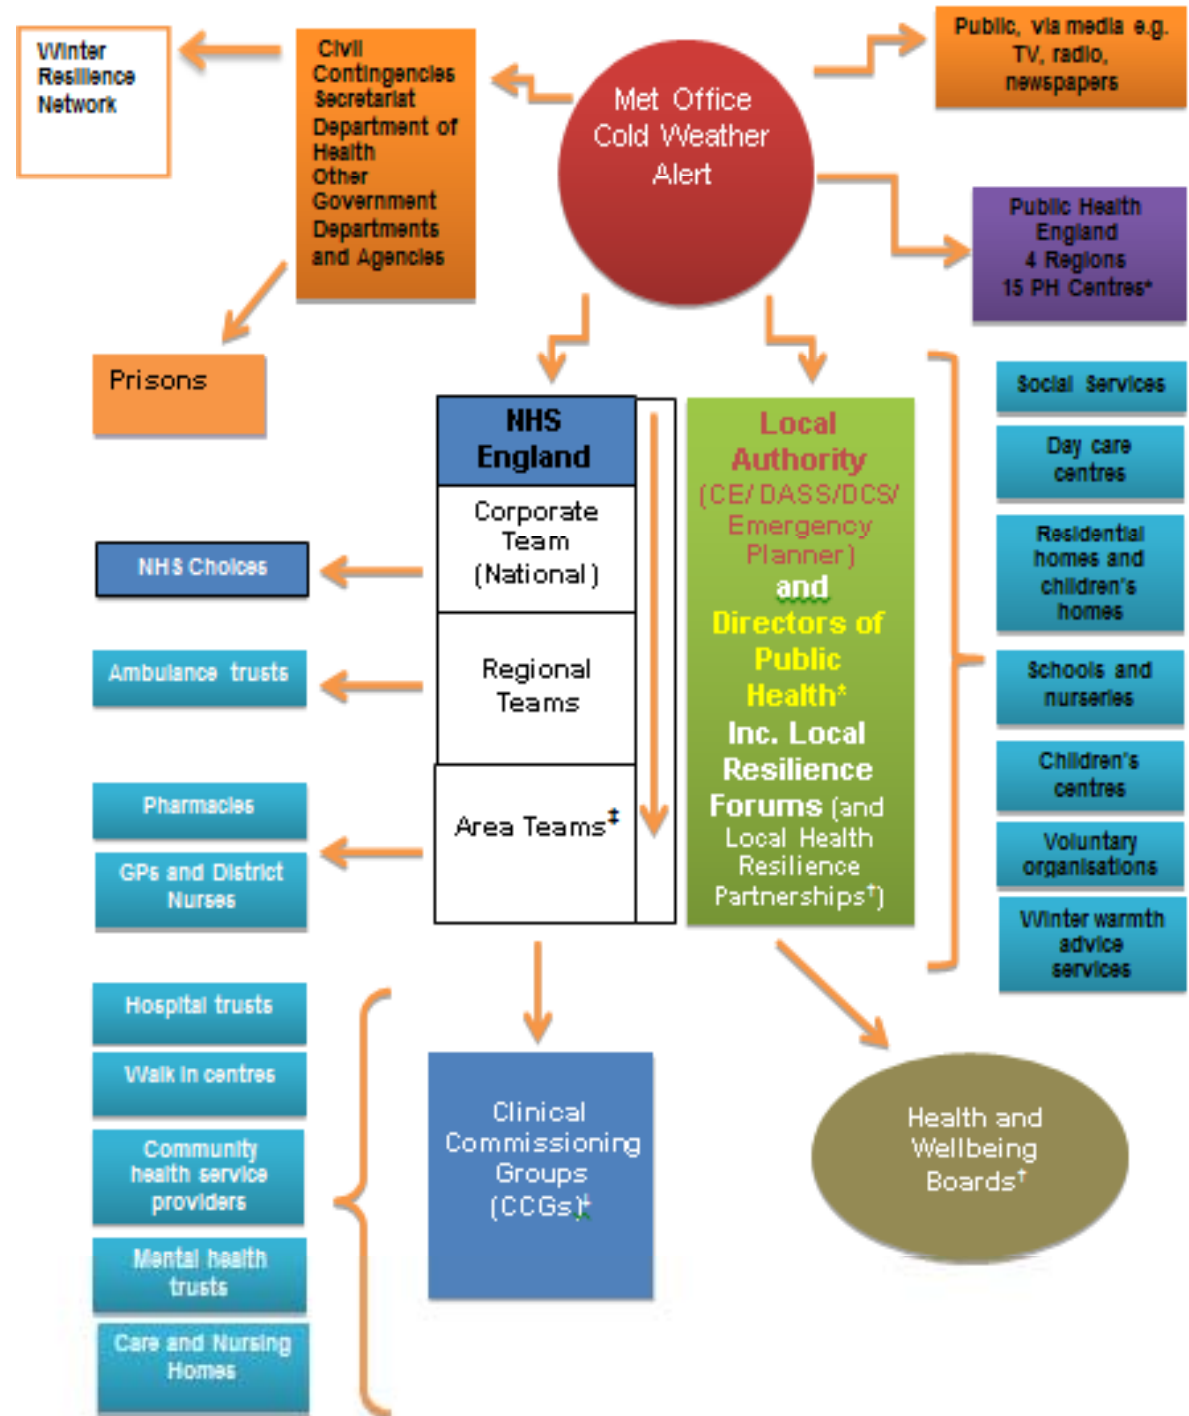 Winter
Resilience
Network
Civil
Contingencies
Secretariat
Department of
Health
Other
Government
Departments
and Agencies
Met Office
Cold Weather
Alert
Public, via media e.g.
TV, radio,
newspapers
Public Health
England
4 Regions
15 PH Centres*
Prisons
NHS
England
Corporate
Team
(National)
Regional
Teams
Area Teams‡
Local
Authority
(CE/DASS/DCS/
Emergency
Planner)
and
Directors of
Public
Health*
Inc. Local
Resilience
Forums (and
Local Health
Resilience
Partnerships†)
Social Services
Day care
centres
Residential
homes and
children's
homes
Schools and
nurseries
Children's
centres
Voluntary
organisations
Winter warmth
advice
services
NHS Choices
Ambulance trusts
Pharmacies
GPs and District
Nurses
Hospital trusts
Walk in centres
Community
health service
providers
Mental health
trusts
Care and Nursing
Homes
Clinical
Commissioning
Groups
(CCGs)‡
Health and
Wellbeing
Boards†